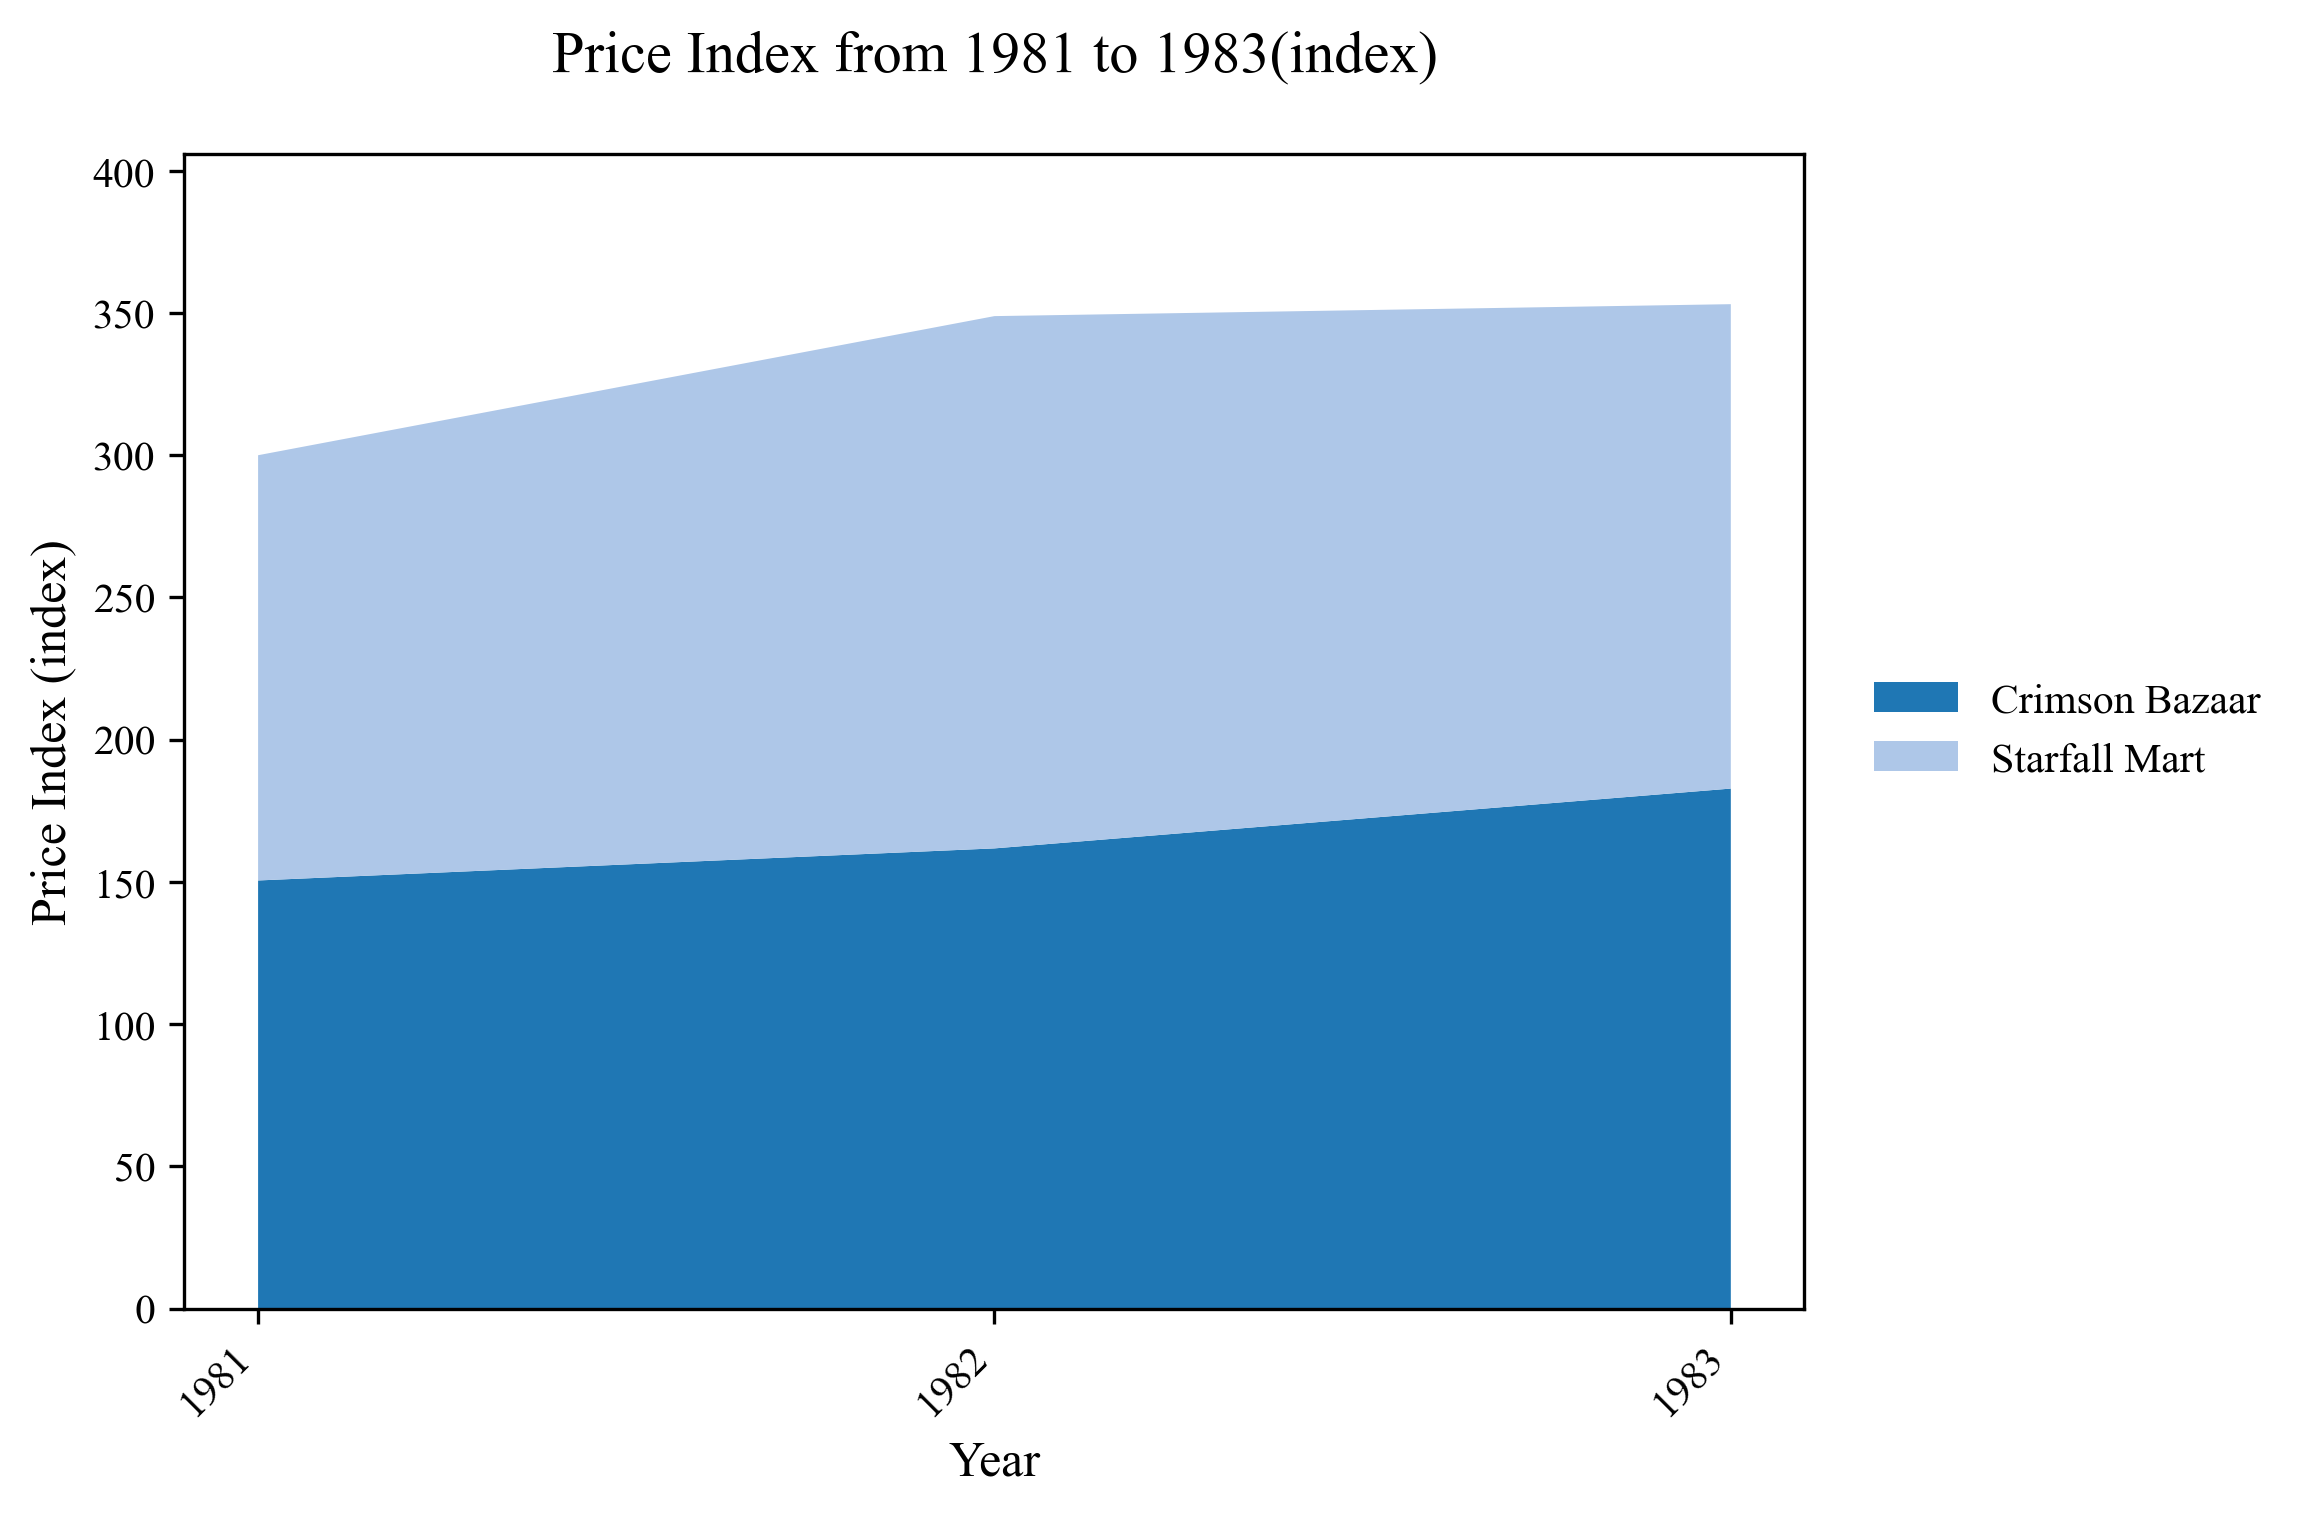 Price Index from 1981 to 1983(index)
400
350
300
250
200
150
100
50
0
Price Index (index)
1981
1982
1983
Year
Crimson Bazaar
Starfall Mart